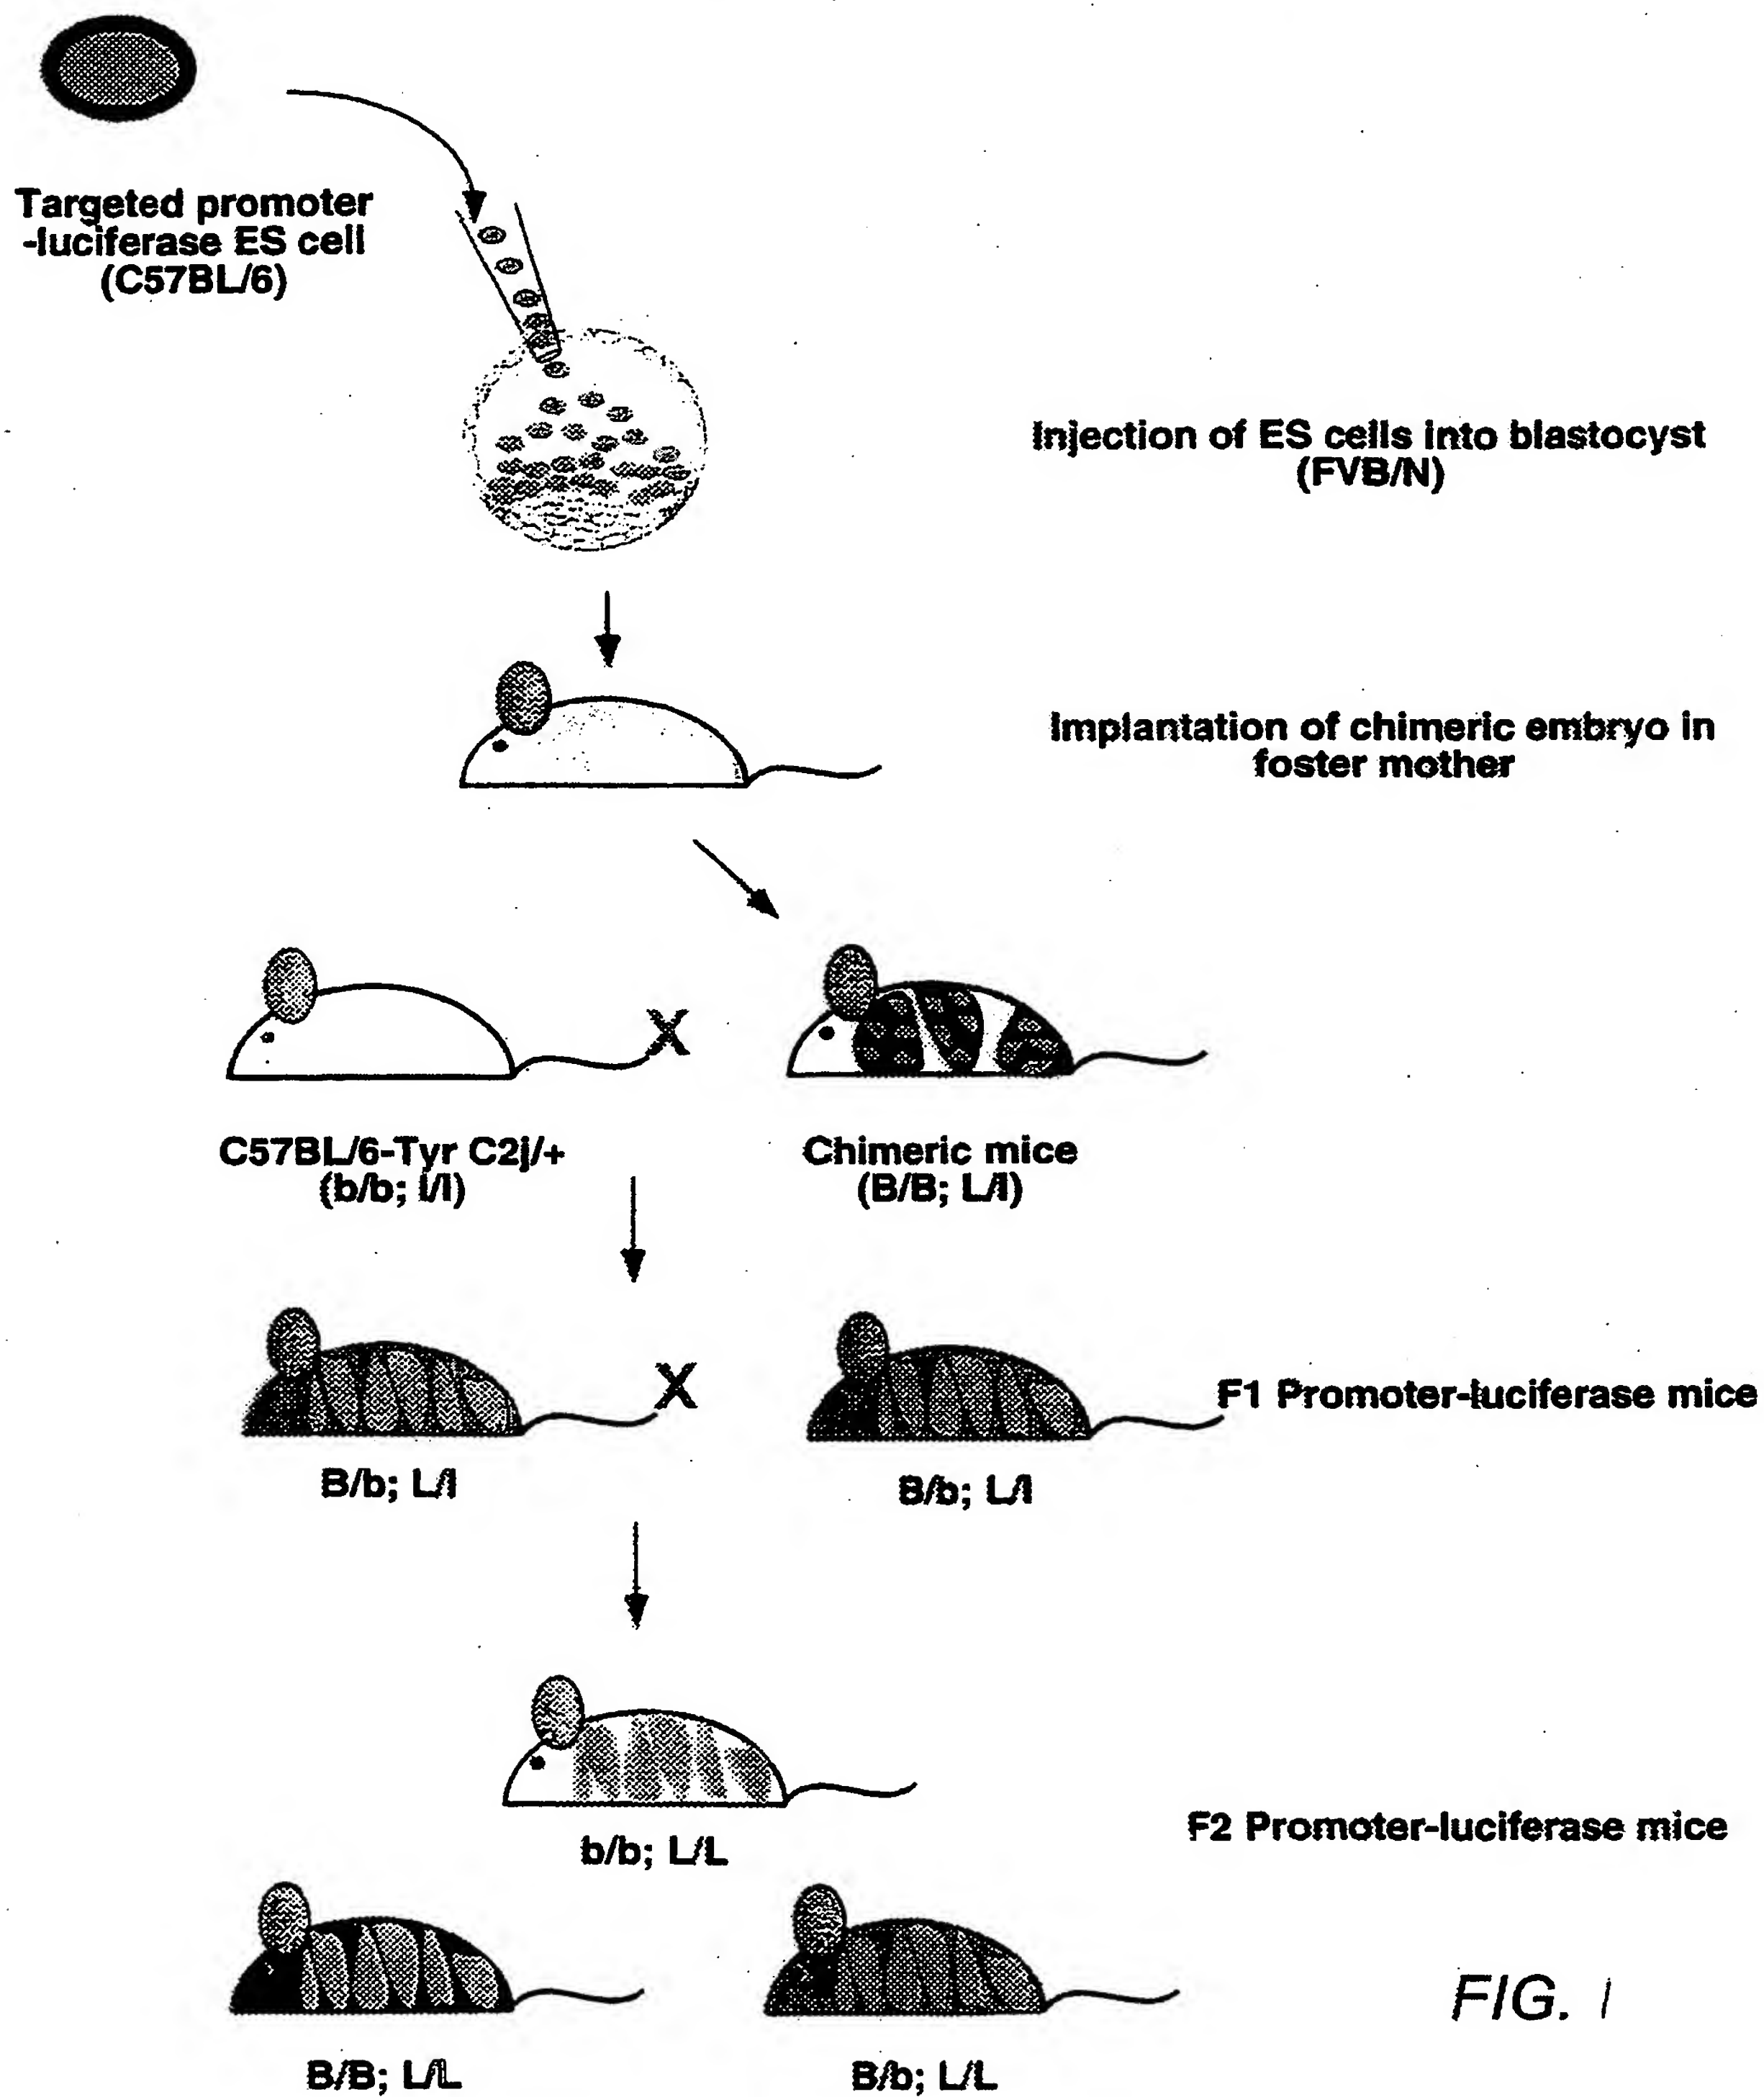 Targeted promoter
-luciferase ES cell
(C57BL/6)
Injection of ES cells into blastocyst
(FVB/N)
Implantation of chimeric embryo in
foster mother
X
C57BL/6-Tyr C2j/+
(b/b; l/l)
Chimeric mice
(B/B; L/l)
X
F1 Promoter-luciferase mice
B/b; L/l
B/b; L/l
b/b; L/L
F2 Promoter-luciferase mice
B/B; L/L
B/b; L/L
FIG. 1